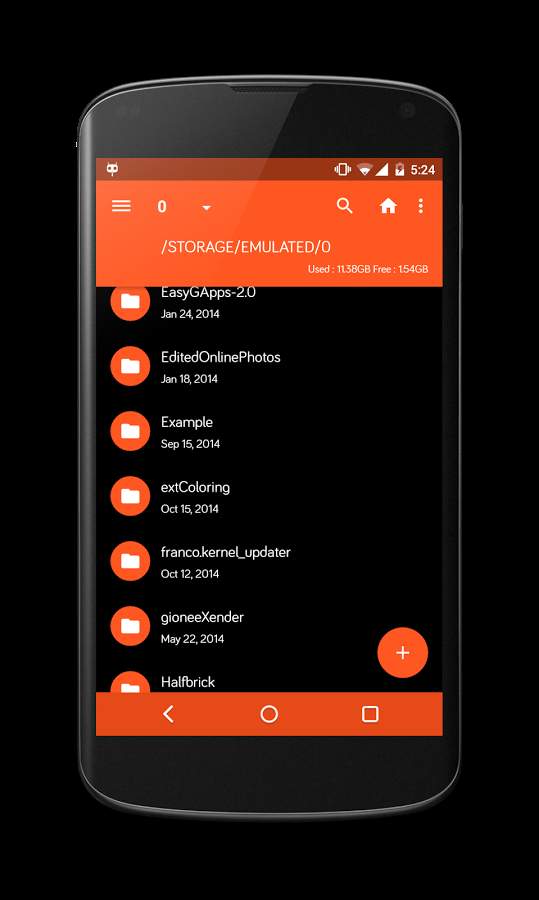 5:24
0
/STORAGE/EMULATED/0
Used : 11.38GB Free : 1.54GB
EasyGApps-2.0
Jan 24, 2014
EditedOnlinePhotos
Jan 18, 2014
Example
Sep 15, 2014
extColoring
Oct 15, 2014
franco.kernel_updater
Oct 12, 2014
gioneeXender
May 22, 2014
Halfbrick